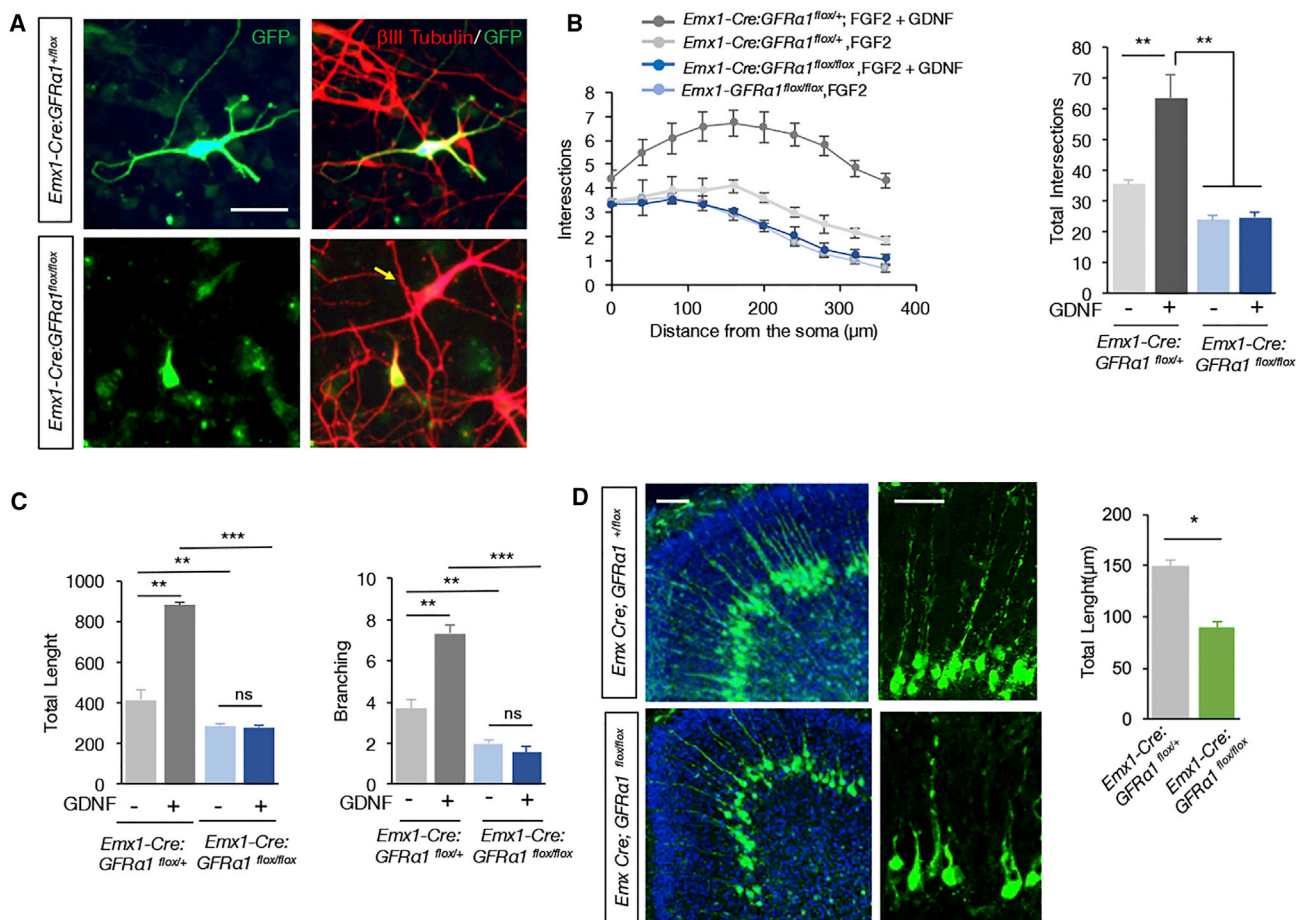 A
Emx1-Cre:GFRα1+/flox
GFP
βIII Tubulin/GFP
Emx1-Cre:GFRα1flox/flox
B
Emx1-Cre:GFRα1flox/+; FGF2 + GDNF
Emx1-Cre:GFRα1flox/+,FGF2
Emx1-Cre:GFRα1flox/flox,FGF2 + GDNF
Emx1-GFRα1flox/flox,FGF2
Interesections
8
7
6
5
4
3
2
1
0
0 100 200 300 400
Distance from the soma (µm)
Total Intersections
80
70
60
50
40
30
20
10
0
** **
GDNF - + - +
Emx1-Cre: Emx1-Cre:
GFRα1 flox/+ GFRα1 flox/flox
C
Total Lenght
1000
800
600
400
200
0
***
**
**
ns
GDNF - + - +
Emx1-Cre: Emx1-Cre:
GFRα1 flox/+ GFRα1 flox/flox
Branching
10
8
6
4
2
0
***
**
**
ns
GDNF - + - +
Emx1-Cre: Emx1-Cre:
GFRα1 flox/+ GFRα1 flox/flox
D
Emx Cre; GFRα1 +/flox
Emx Cre; GFRα1 flox/flox
Total Lenght(µm)
200
150
100
50
0
*
Emx1-Cre:
GFRα1 flox/+
Emx1-Cre:
GFRα1 flox/flox